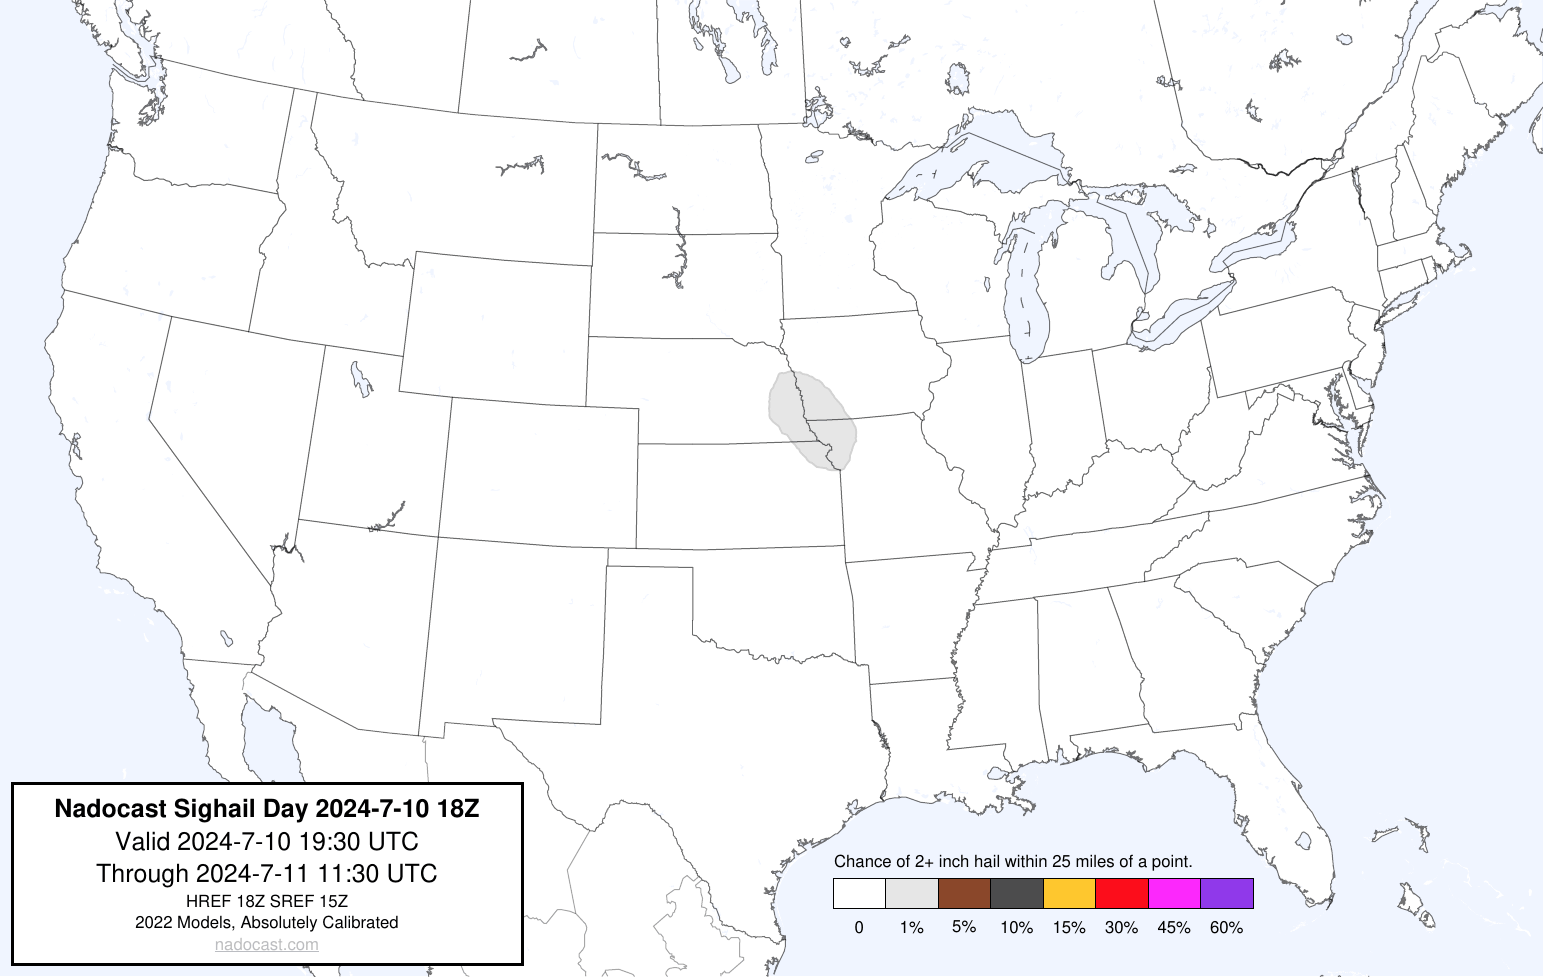 Nadocast Sighail Day 2024-7-10 18Z
Valid 2024-7-10 19:30 UTC
Through 2024-7-11 11:30 UTC
HREF 18Z SREF 15Z
2022 Models, Absolutely Calibrated
nadocast.com
Chance of 2+ inch hail within 25 miles of a point.
0 1% 5% 10% 15% 30% 45% 60%